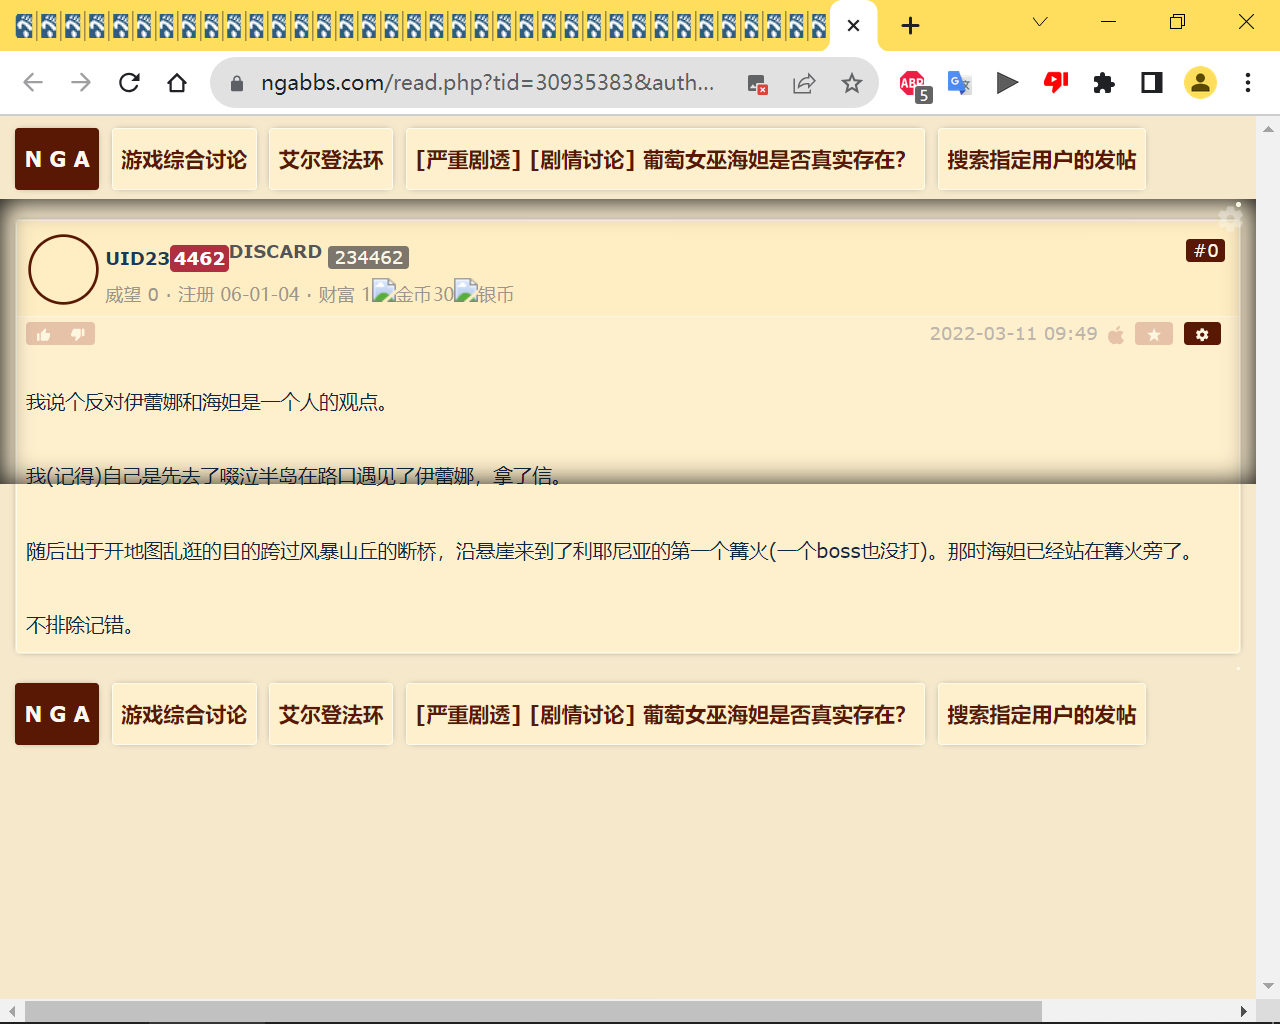 ngabbs.com/read.php?tid=30935383&auth...
ABP
5
N G A
游戏综合讨论
艾尔登法环
[严重剧透] [剧情讨论] 葡萄女巫海妲是否真实存在?
搜索指定用户的发帖
UID234462 DISCARD 234462
#0
威望 0 · 注册 06-01-04 · 财富 1金币30银币
2022-03-11 09:49
我说个反对伊蕾娜和海妲是一个人的观点。
我(记得)自己是先去了啜泣半岛在路口遇见了伊蕾娜，拿了信。
随后出于开地图乱逛的目的跨过风暴山丘的断桥，沿悬崖来到了利耶尼亚的第一个篝火(一个boss也没打)。那时海妲已经站在篝火旁了。
不排除记错。
N G A
游戏综合讨论
艾尔登法环
[严重剧透] [剧情讨论] 葡萄女巫海妲是否真实存在?
搜索指定用户的发帖